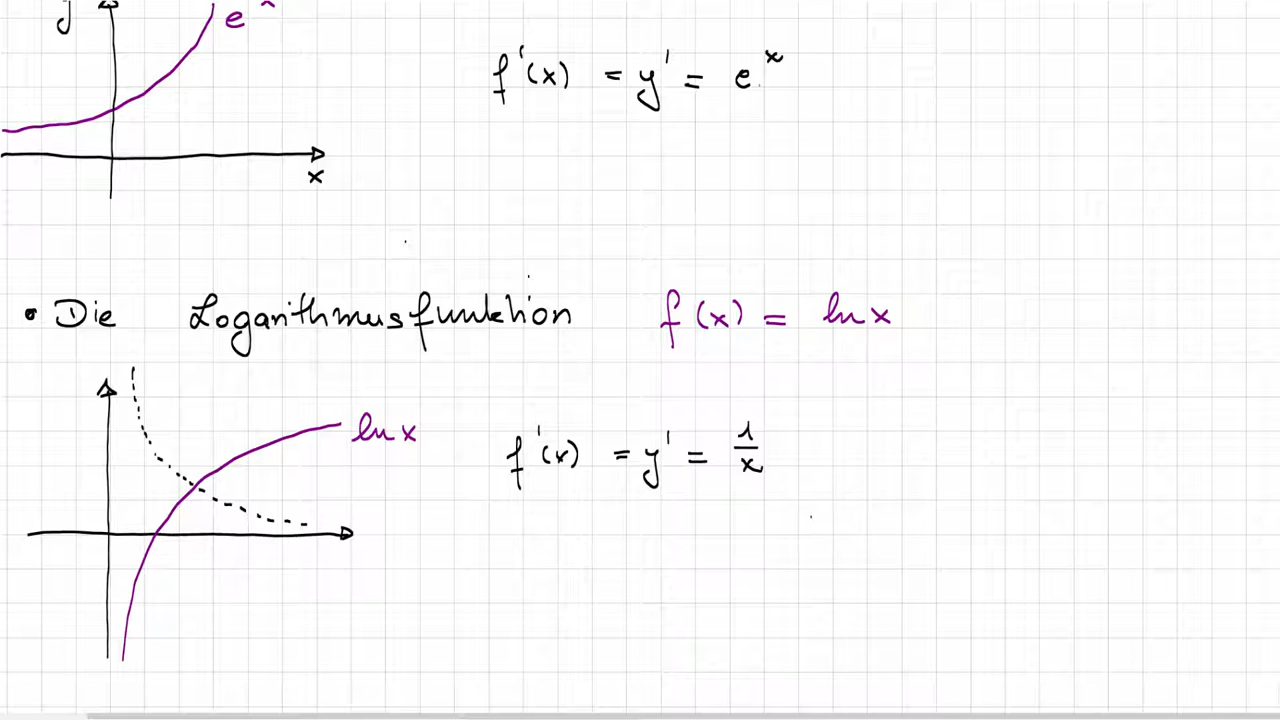 y e^x
f'(x) = y' = e^x
x
• Die Logarithmusfunktion f(x) = ln x
ln x
f'(x) = y' = 1/x